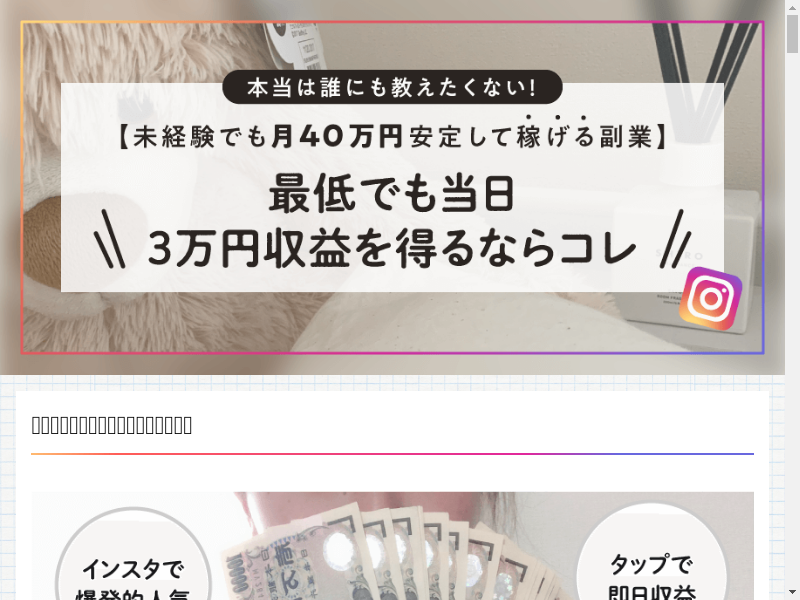 本当は誰にも教えたくない!
【未経験でも月40万円安定して稼げる副業】
最低でも当日
3万円収益を得るならコレ
インスタで
爆発的人気
タップで
即日収益